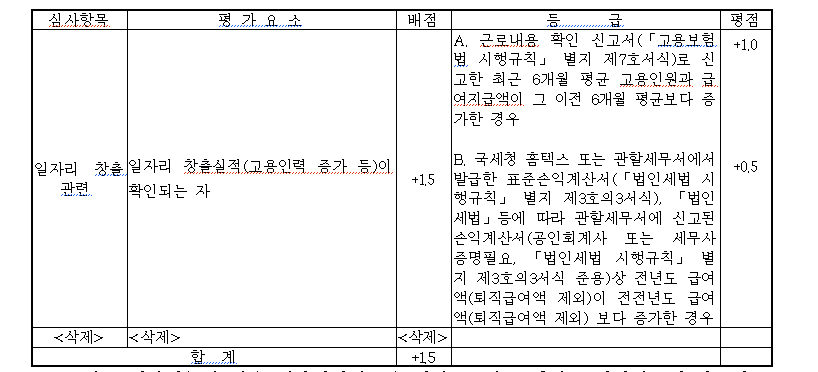 심사항목 평 가 요 소 배점 등 급 평점
A. 근로내용 확인 신고서(「고용보험
법 시행규칙」 별지 제7호서식)로 신
고한 최근 6개월 평균 고용인원과 급
여지급액이 그 이전 6개월 평균보다 증
가한 경우
+1.0
일자리 창출
관련
일자리 창출실적(고용인력 증가 등)이
확인되는 자
+1.5
B. 국세청 홈텍스 또는 관할세무서에서
발급한 표준손익계산서(「법인세법 시
행규칙」 별지 제3호의3서식), 「법인
세법」등에 따라 관할세무서에 신고된
손익계산서(공인회계사 또는 세무사
증명필요, 「법인세법 시행규칙」 별
지 제3호의3서식 준용)상 전년도 급여
액(퇴직급여액 제외)이 전전년도 급여
액(퇴직급여액 제외) 보다 증가한 경우
+0.5
<삭제> <삭제> <삭제>
합 계 +1.5